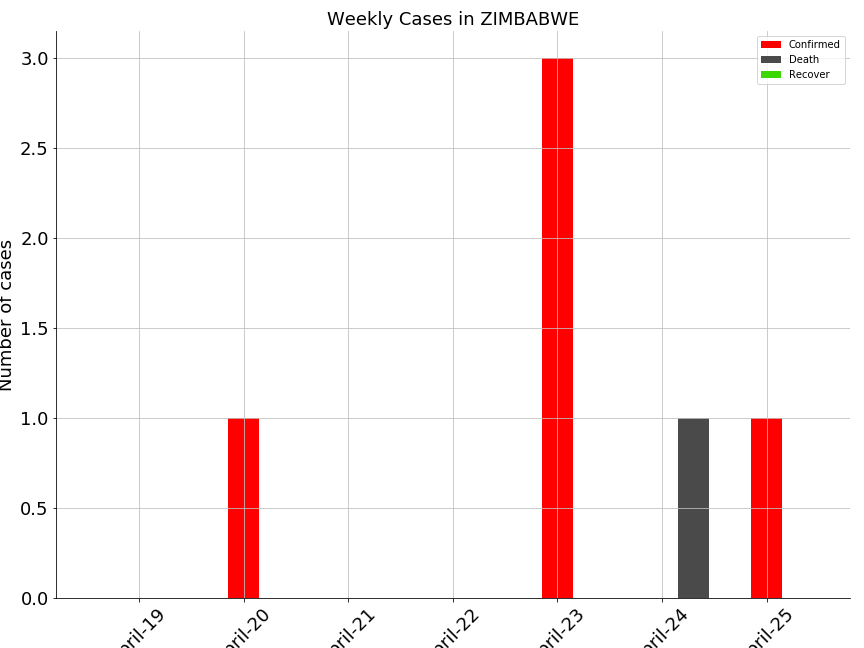 Weekly Cases in ZIMBABWE
Confirmed
Death
Recover
Number of cases
3.0
2.5
2.0
1.5
1.0
0.5
0.0
pril-19
pril-20
pril-21
pril-22
pril-23
pril-24
pril-25